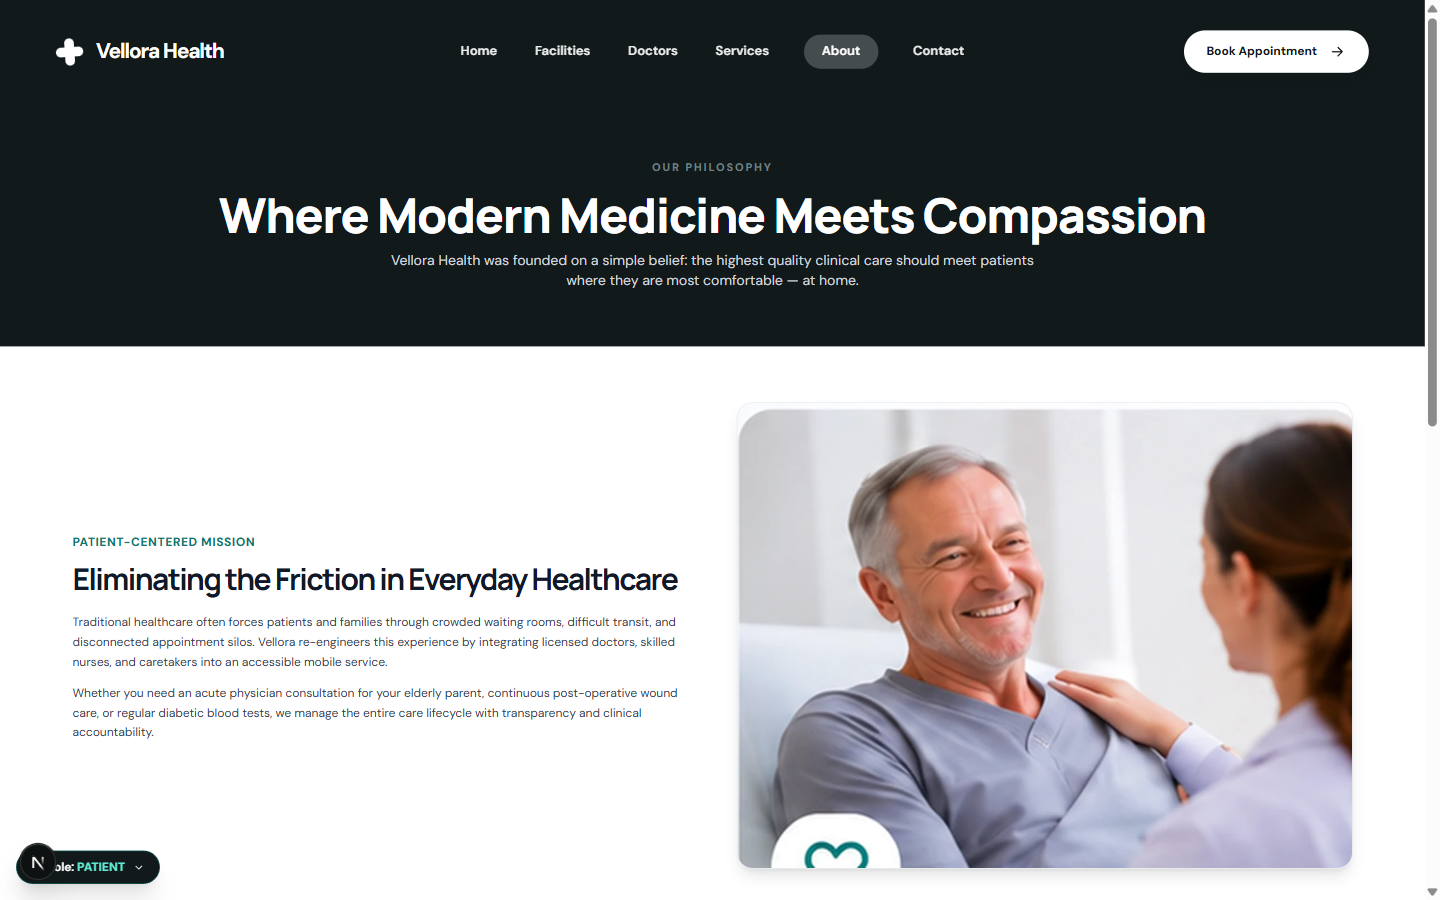 Vellora Health
Home
Facilities
Doctors
Services
About
Contact
Book Appointment
OUR PHILOSOPHY
Where Modern Medicine Meets Compassion
Vellora Health was founded on a simple belief: the highest quality clinical care should meet patients
where they are most comfortable — at home.
PATIENT-CENTERED MISSION
Eliminating the Friction in Everyday Healthcare
Traditional healthcare often forces patients and families through crowded waiting rooms, difficult transit, and
disconnected appointment silos. Vellora re-engineers this experience by integrating licensed doctors, skilled
nurses, and caretakers into an accessible mobile service.
Whether you need an acute physician consultation for your elderly parent, continuous post-operative wound
care, or regular diabetic blood tests, we manage the entire care lifecycle with transparency and clinical
accountability.
N
PATIENT